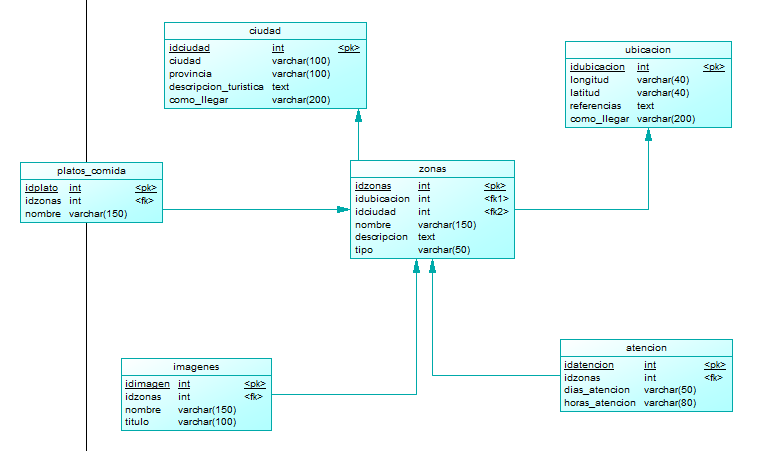 ciudad
idciudad int <pk>
ciudad varchar(100)
provincia varchar(100)
descripcion_turistica text
como_llegar varchar(200)
ubicacion
idubicacion int <pk>
longitud varchar(40)
latitud varchar(40)
referencias text
como_llegar varchar(200)
platos_comida
idplato int <pk>
idzonas int <fk>
nombre varchar(150)
zonas
idzonas int <pk>
idubicacion int <fk1>
idciudad int <fk2>
nombre varchar(150)
descripcion text
tipo varchar(50)
imagenes
idimagen int <pk>
idzonas int <fk>
nombre varchar(150)
titulo varchar(100)
atencion
idatencion int <pk>
idzonas int <fk>
dias_atencion varchar(50)
horas_atencion varchar(80)